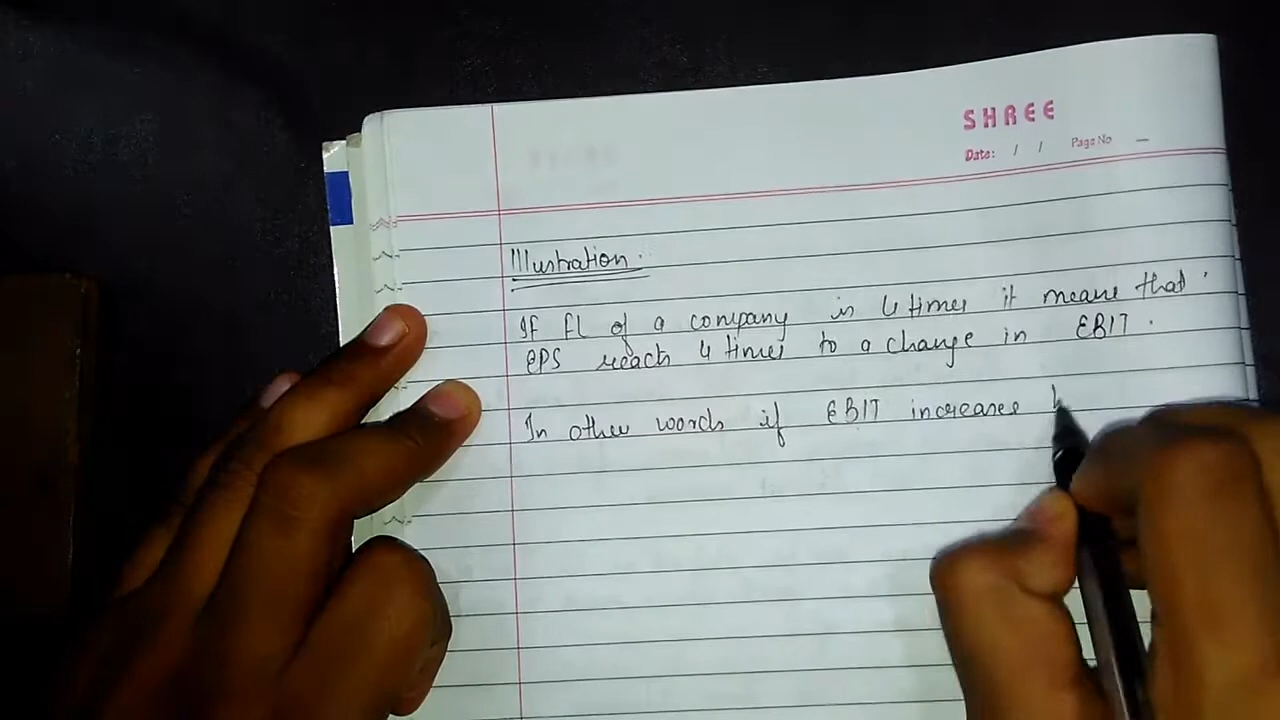 SHREE
Date: / / Page No
Illustration.
If FL of a company is 4 times it means that
EPS reach 4 times to a change in EBIT.
In other words if EBIT increases